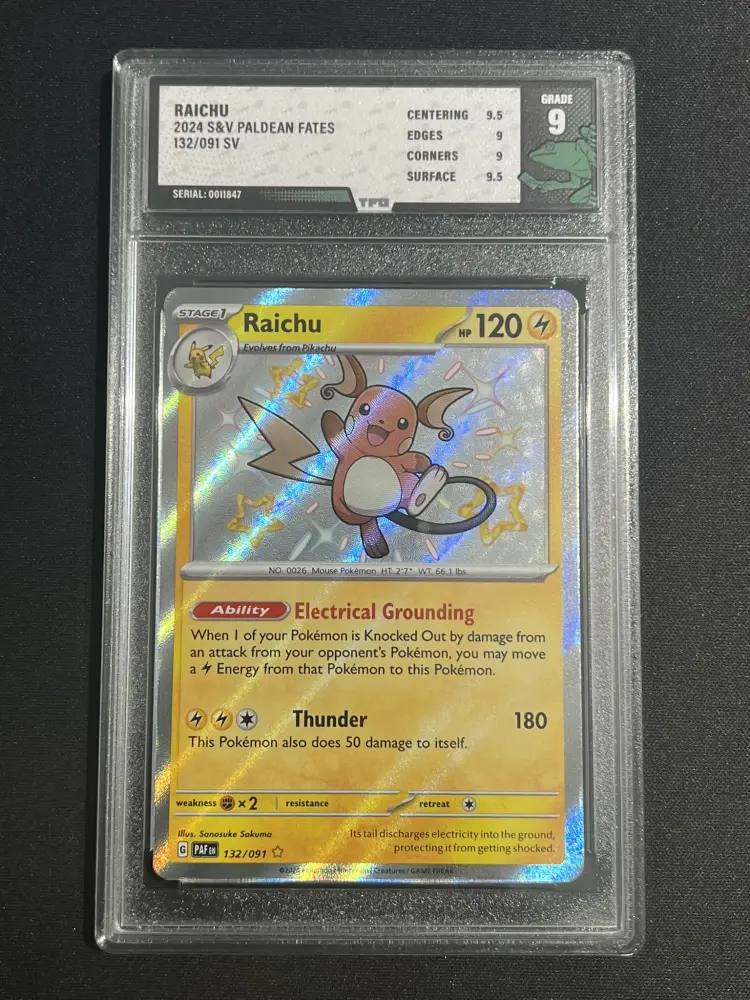 RAICHU
2024 S&V PALDEAN FATES
132/091 SV
SERIAL: 0011847
CENTERING 9.5
EDGES 9
CORNERS 9
SURFACE 9.5
GRADE
9
TFG
STAGE 1
Raichu
HP 120
Evolves from Pikachu
NO. 0026 Mouse Pokémon HT: 2'7" WT: 66.1 lbs
Ability Electrical Grounding
When 1 of your Pokémon is Knocked Out by damage from
an attack from your opponent's Pokémon, you may move
a Energy from that Pokémon to this Pokémon.
Thunder 180
This Pokémon also does 50 damage to itself.
weakness ×2 resistance retreat
Illus. Sanosuke Sakuma
G PAF EN 132/091
Its tail discharges electricity into the ground,
protecting it from getting shocked.
Creatures / GAME FREAK